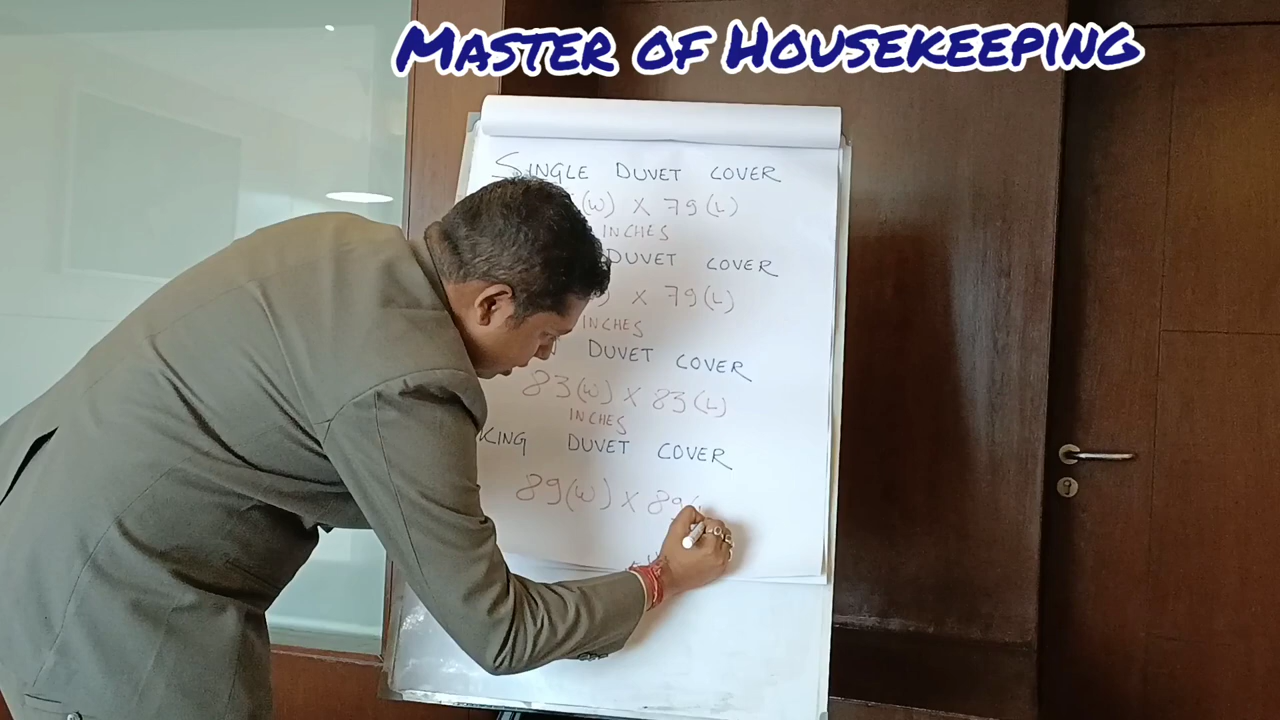 MASTER OF HOUSEKEEPING
SINGLE DUVET COVER
(W) X 79(L)
INCHES
DUVET COVER
X 79(L)
INCHES
DUVET COVER
83(W) X 83(L)
INCHES
KING DUVET COVER
89(W) X 89(